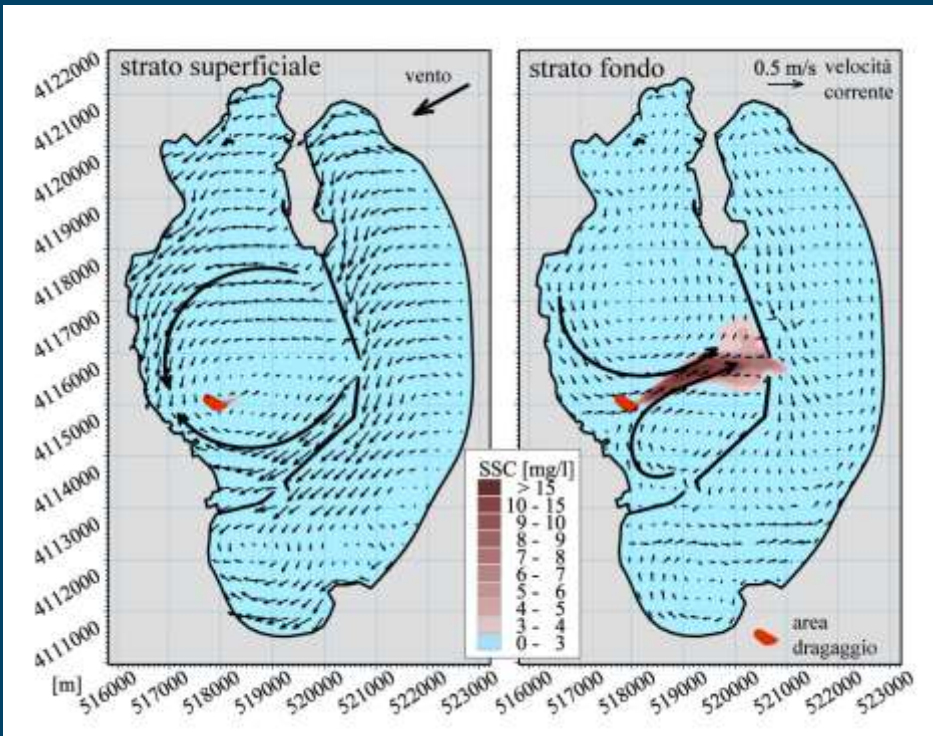 strato superficiale
vento
strato fondo
0.5 m/s velocità
corrente
4122000
4121000
4120000
4119000
4118000
4117000
4116000
4115000
4114000
4113000
4112000
4111000
[m]
SSC [mg/l]
> 15
10 - 15
9 - 10
8 - 9
7 - 8
6 - 7
5 - 6
4 - 5
3 - 4
0 - 3
area
dragaggio
516000
517000
518000
519000
520000
521000
522000
523000
516000
517000
518000
519000
520000
521000
522000
523000